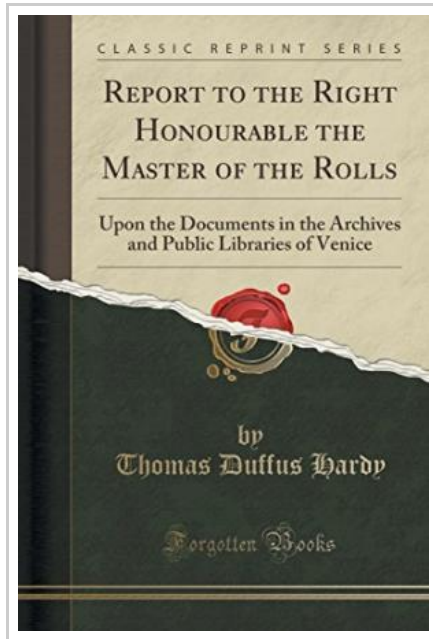 CLASSIC REPRINT SERIES
REPORT TO THE RIGHT
HONOURABLE THE
MASTER OF THE ROLLS
Upon the Documents in the Archives
and Public Libraries of Venice
by
Thomas Duffus Hardy
Forgotten Books